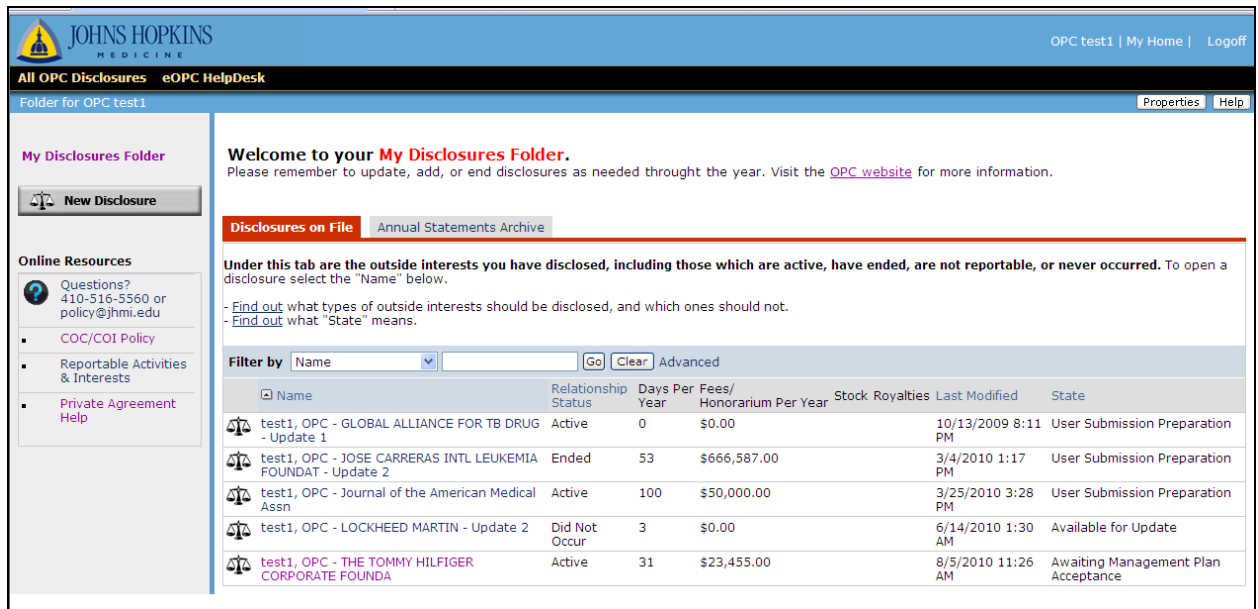 JOHNS HOPKINS
MEDICINE
OPC test1 | My Home | Logoff
All OPC Disclosures eOPC HelpDesk
Folder for OPC test1
Properties Help
My Disclosures Folder
New Disclosure
Online Resources
Questions?
410-516-5560 or
policy@jhmi.edu
COC/COI Policy
Reportable Activities
& Interests
Private Agreement
Help
Welcome to your My Disclosures Folder.
Please remember to update, add, or end disclosures as needed throught the year. Visit the OPC website for more information.
Disclosures on File Annual Statements Archive
Under this tab are the outside interests you have disclosed, including those which are active, have ended, are not reportable, or never occurred. To open a
disclosure select the "Name" below.
- Find out what types of outside interests should be disclosed, and which ones should not.
- Find out what "State" means.
Filter by Name Go Clear Advanced
Name Relationship Status Days Per Year Fees/ Honorarium Per Year Stock Royalties Last Modified State
test1, OPC - GLOBAL ALLIANCE FOR TB DRUG Active 0 $0.00 10/13/2009 8:11 User Submission Preparation
- Update 1 PM
test1, OPC - JOSE CARRERAS INTL LEUKEMIA Ended 53 $666,587.00 3/4/2010 1:17 User Submission Preparation
FOUNDAT - Update 2 PM
test1, OPC - Journal of the American Medical Active 100 $50,000.00 3/25/2010 3:28 User Submission Preparation
Assn PM
test1, OPC - LOCKHEED MARTIN - Update 2 Did Not 3 $0.00 6/14/2010 1:30 Available for Update
Occur AM
test1, OPC - THE TOMMY HILFIGER Active 31 $23,455.00 8/5/2010 11:26 Awaiting Management Plan
CORPORATE FOUNDA AM Acceptance